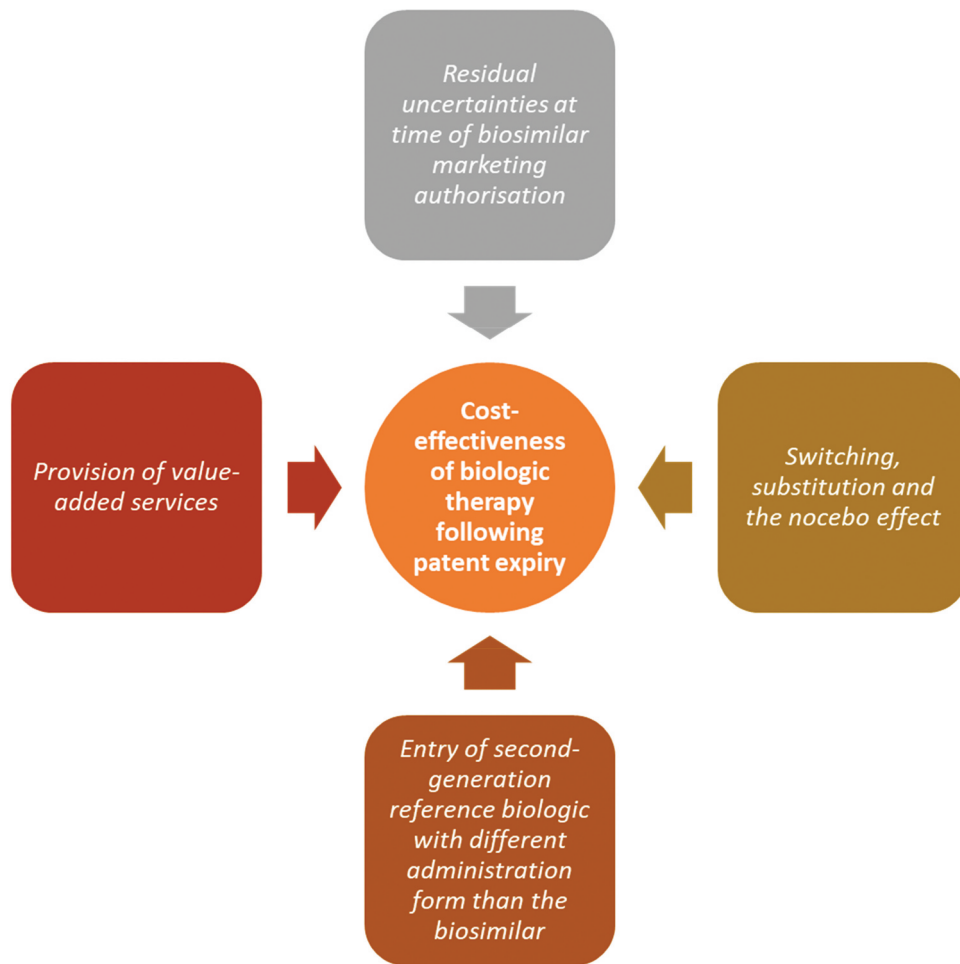 Residual
uncertainties at
time of biosimilar
marketing
authorisation
Provision of value-
added services
Cost-
effectiveness
of biologic
therapy
following
patent expiry
Switching,
substitution and
the nocebo effect
Entry of second-
generation
reference biologic
with different
administration
form than the
biosimilar